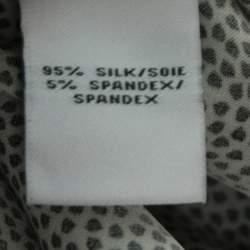 95% SILK/SOIE
5% SPANDEX/
SPANDEX